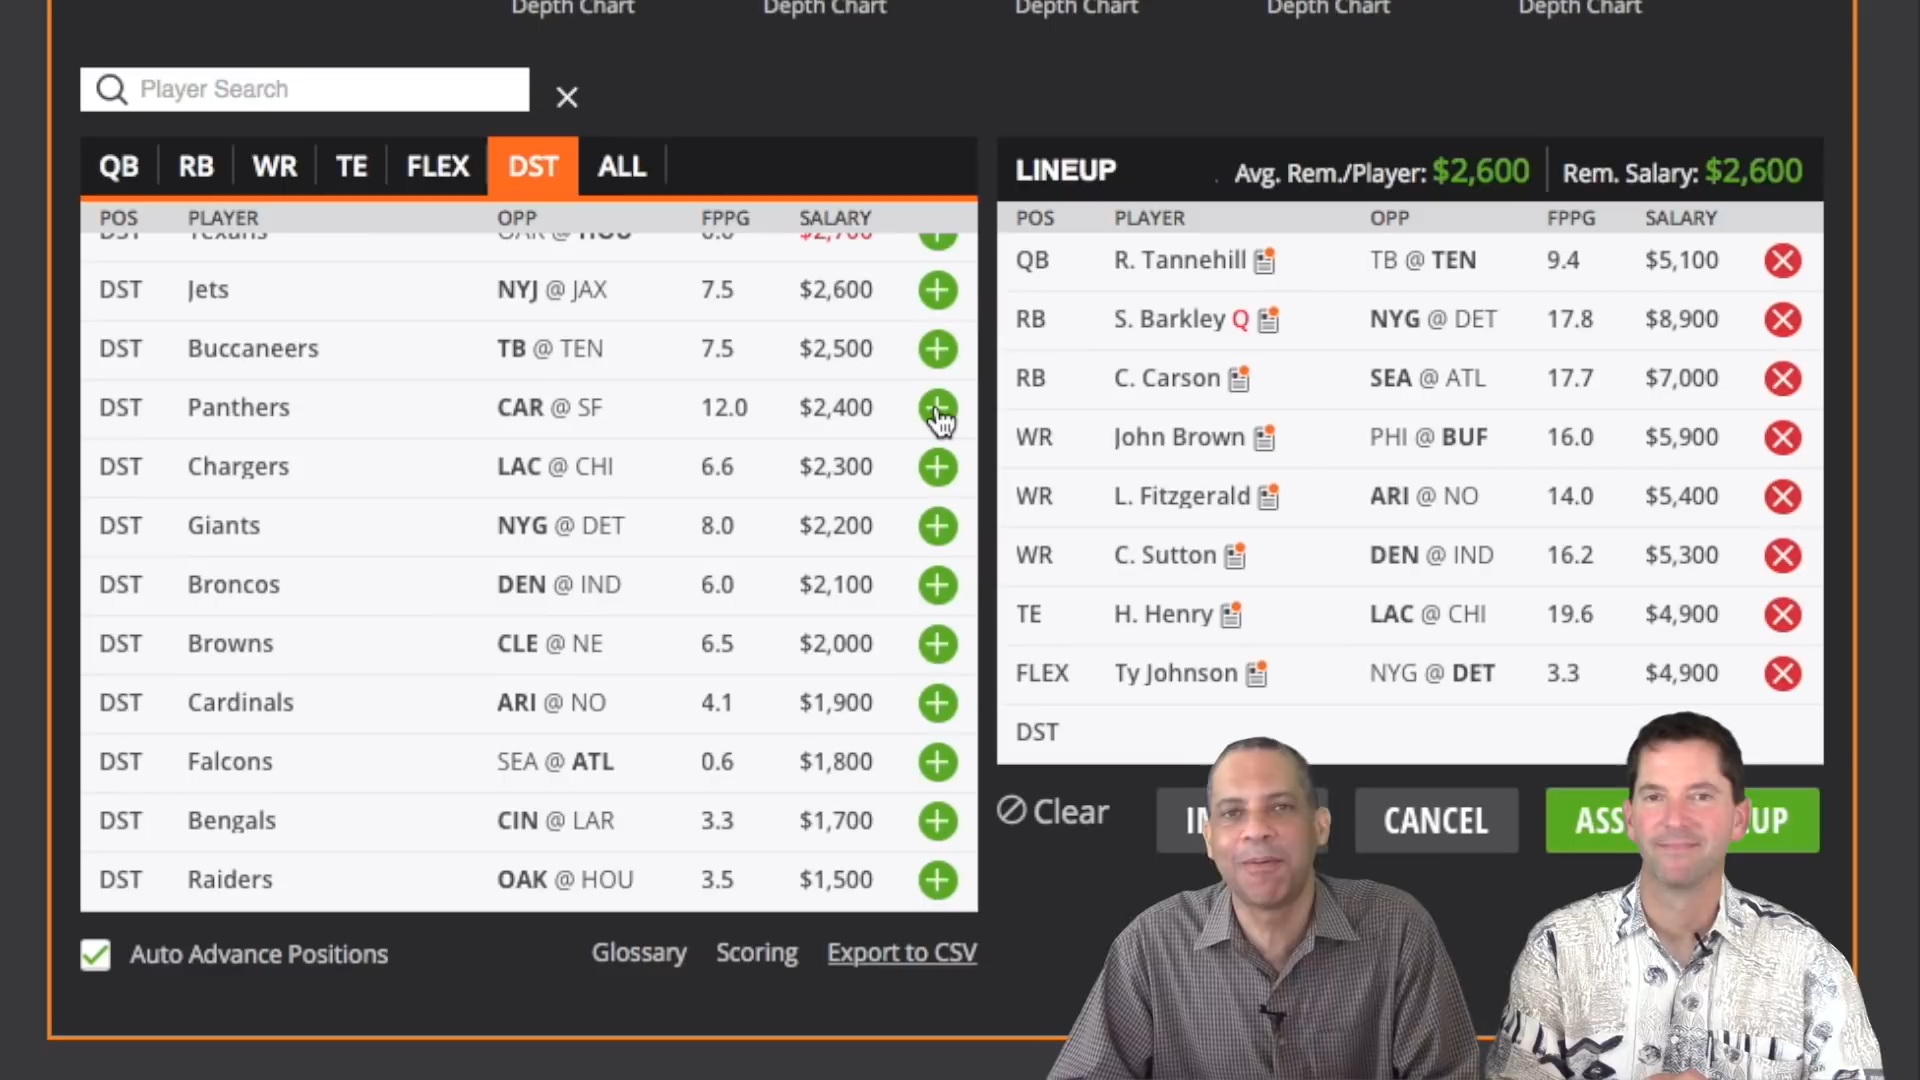 Depth Chart Depth Chart Depth Chart Depth Chart Depth Chart
Player Search
QB RB WR TE FLEX DST ALL
POS PLAYER OPP FPPG SALARY
DST Texans OAK @ HOU $2,700
DST Jets NYJ @ JAX 7.5 $2,600
DST Buccaneers TB @ TEN 7.5 $2,500
DST Panthers CAR @ SF 12.0 $2,400
DST Chargers LAC @ CHI 6.6 $2,300
DST Giants NYG @ DET 8.0 $2,200
DST Broncos DEN @ IND 6.0 $2,100
DST Browns CLE @ NE 6.5 $2,000
DST Cardinals ARI @ NO 4.1 $1,900
DST Falcons SEA @ ATL 0.6 $1,800
DST Bengals CIN @ LAR 3.3 $1,700
DST Raiders OAK @ HOU 3.5 $1,500
Auto Advance Positions Glossary Scoring Export to CSV
LINEUP Avg. Rem./Player: $2,600 Rem. Salary: $2,600
POS PLAYER OPP FPPG SALARY
QB R. Tannehill TB @ TEN 9.4 $5,100
RB S. Barkley Q NYG @ DET 17.8 $8,900
RB C. Carson SEA @ ATL 17.7 $7,000
WR John Brown PHI @ BUF 16.0 $5,900
WR L. Fitzgerald ARI @ NO 14.0 $5,400
WR C. Sutton DEN @ IND 16.2 $5,300
TE H. Henry LAC @ CHI 19.6 $4,900
FLEX Ty Johnson NYG @ DET 3.3 $4,900
DST
Clear CANCEL